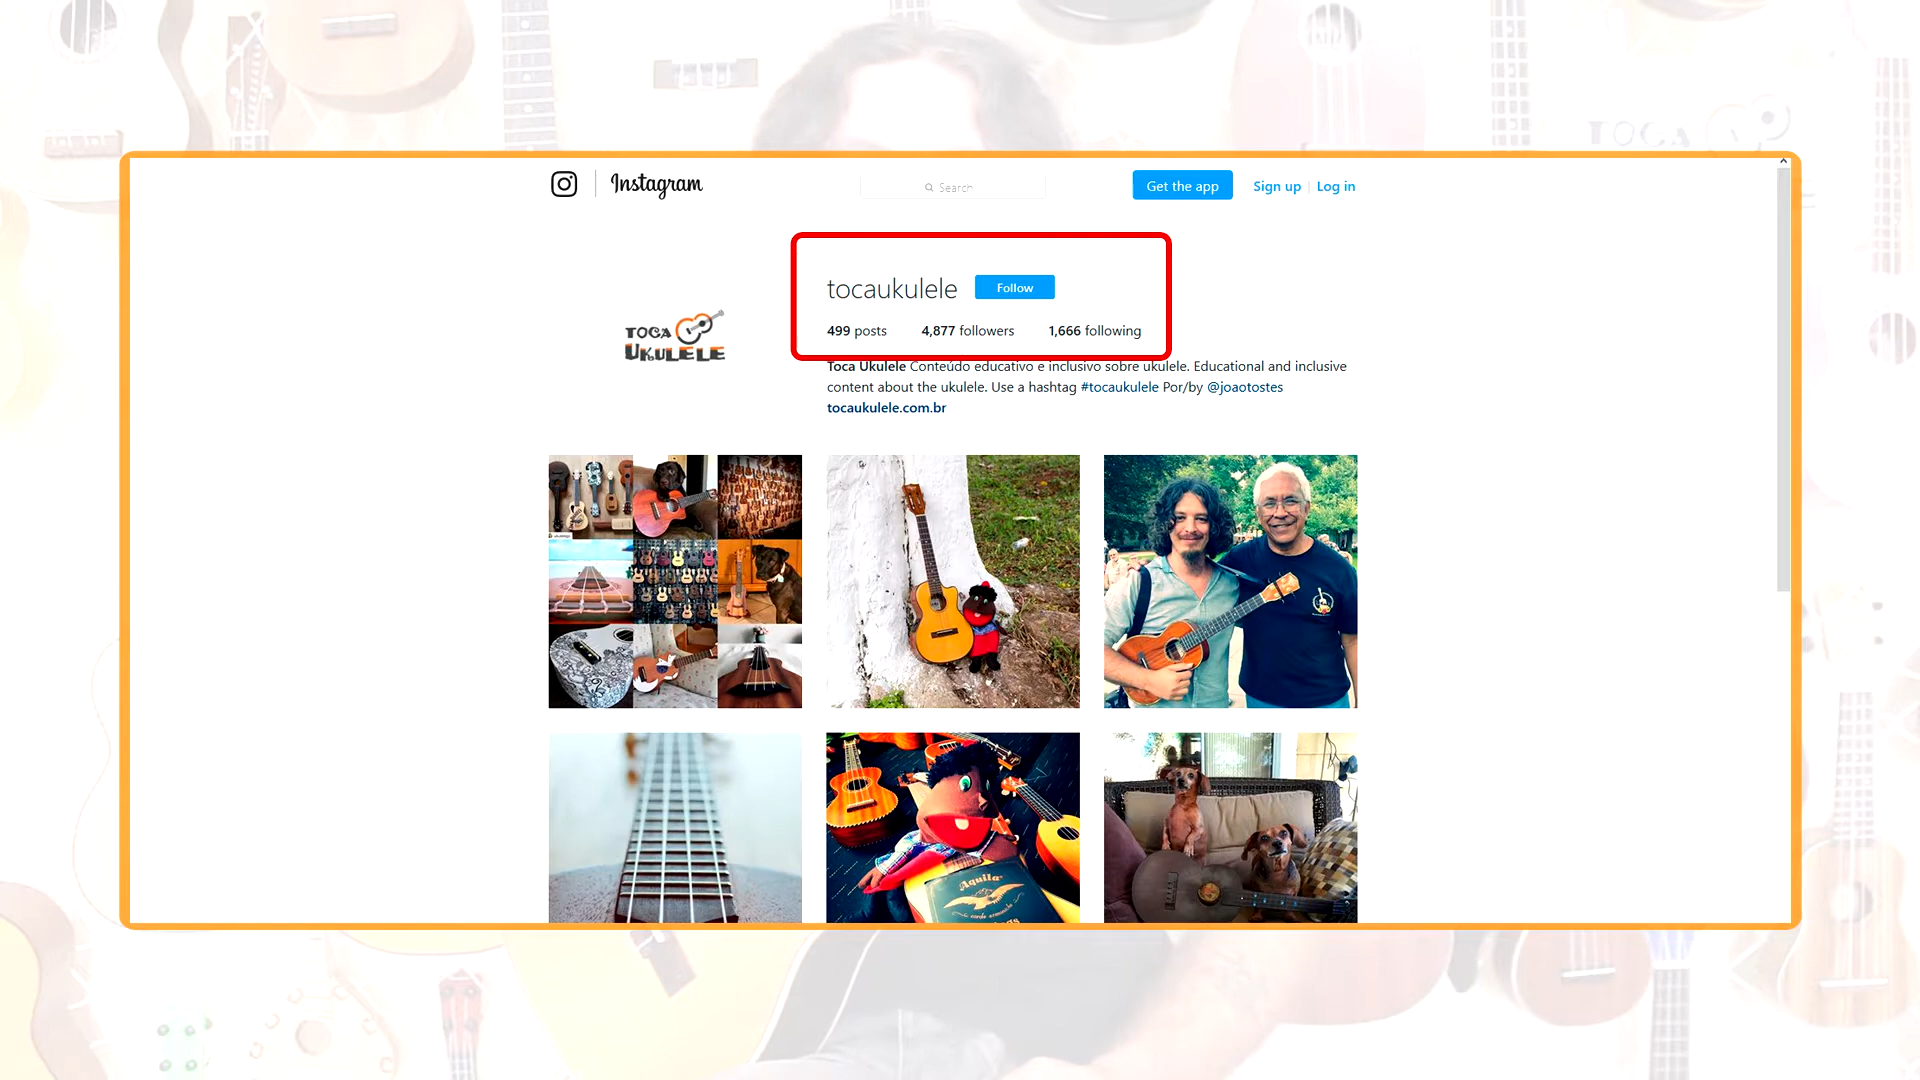 TOCA
Instagram
Search
Get the app
Sign up | Log in
tocaukulele Follow
499 posts 4,877 followers 1,666 following
TOCA
UKULELE
Toca Ukulele Conteúdo educativo e inclusivo sobre ukulele. Educational and inclusive
content about the ukulele. Use a hashtag #tocaukulele Por/by @joaotostes
tocaukulele.com.br
Aquila